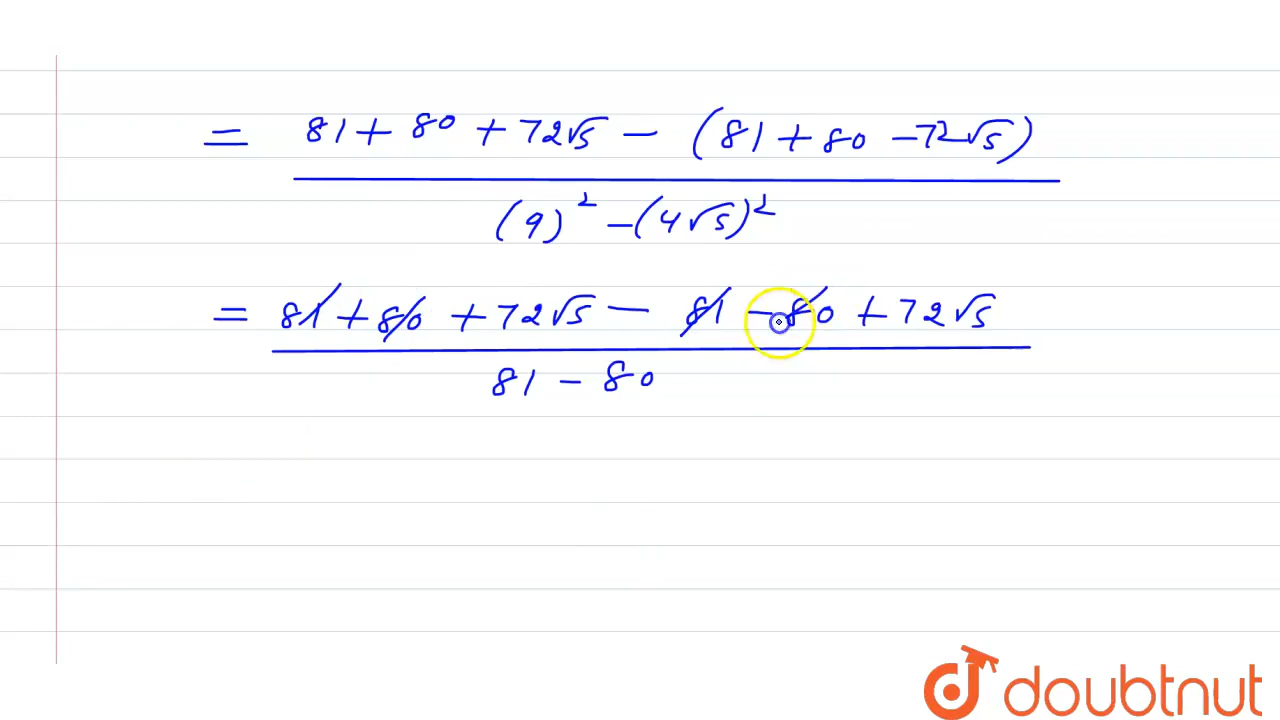 = 81 + 80 + 72√5 − (81 + 80 − 72√5)
(9)² − (4√5)²
= 81 + 80 + 72√5 − 81 − 80 + 72√5
81 − 80
doubtnut